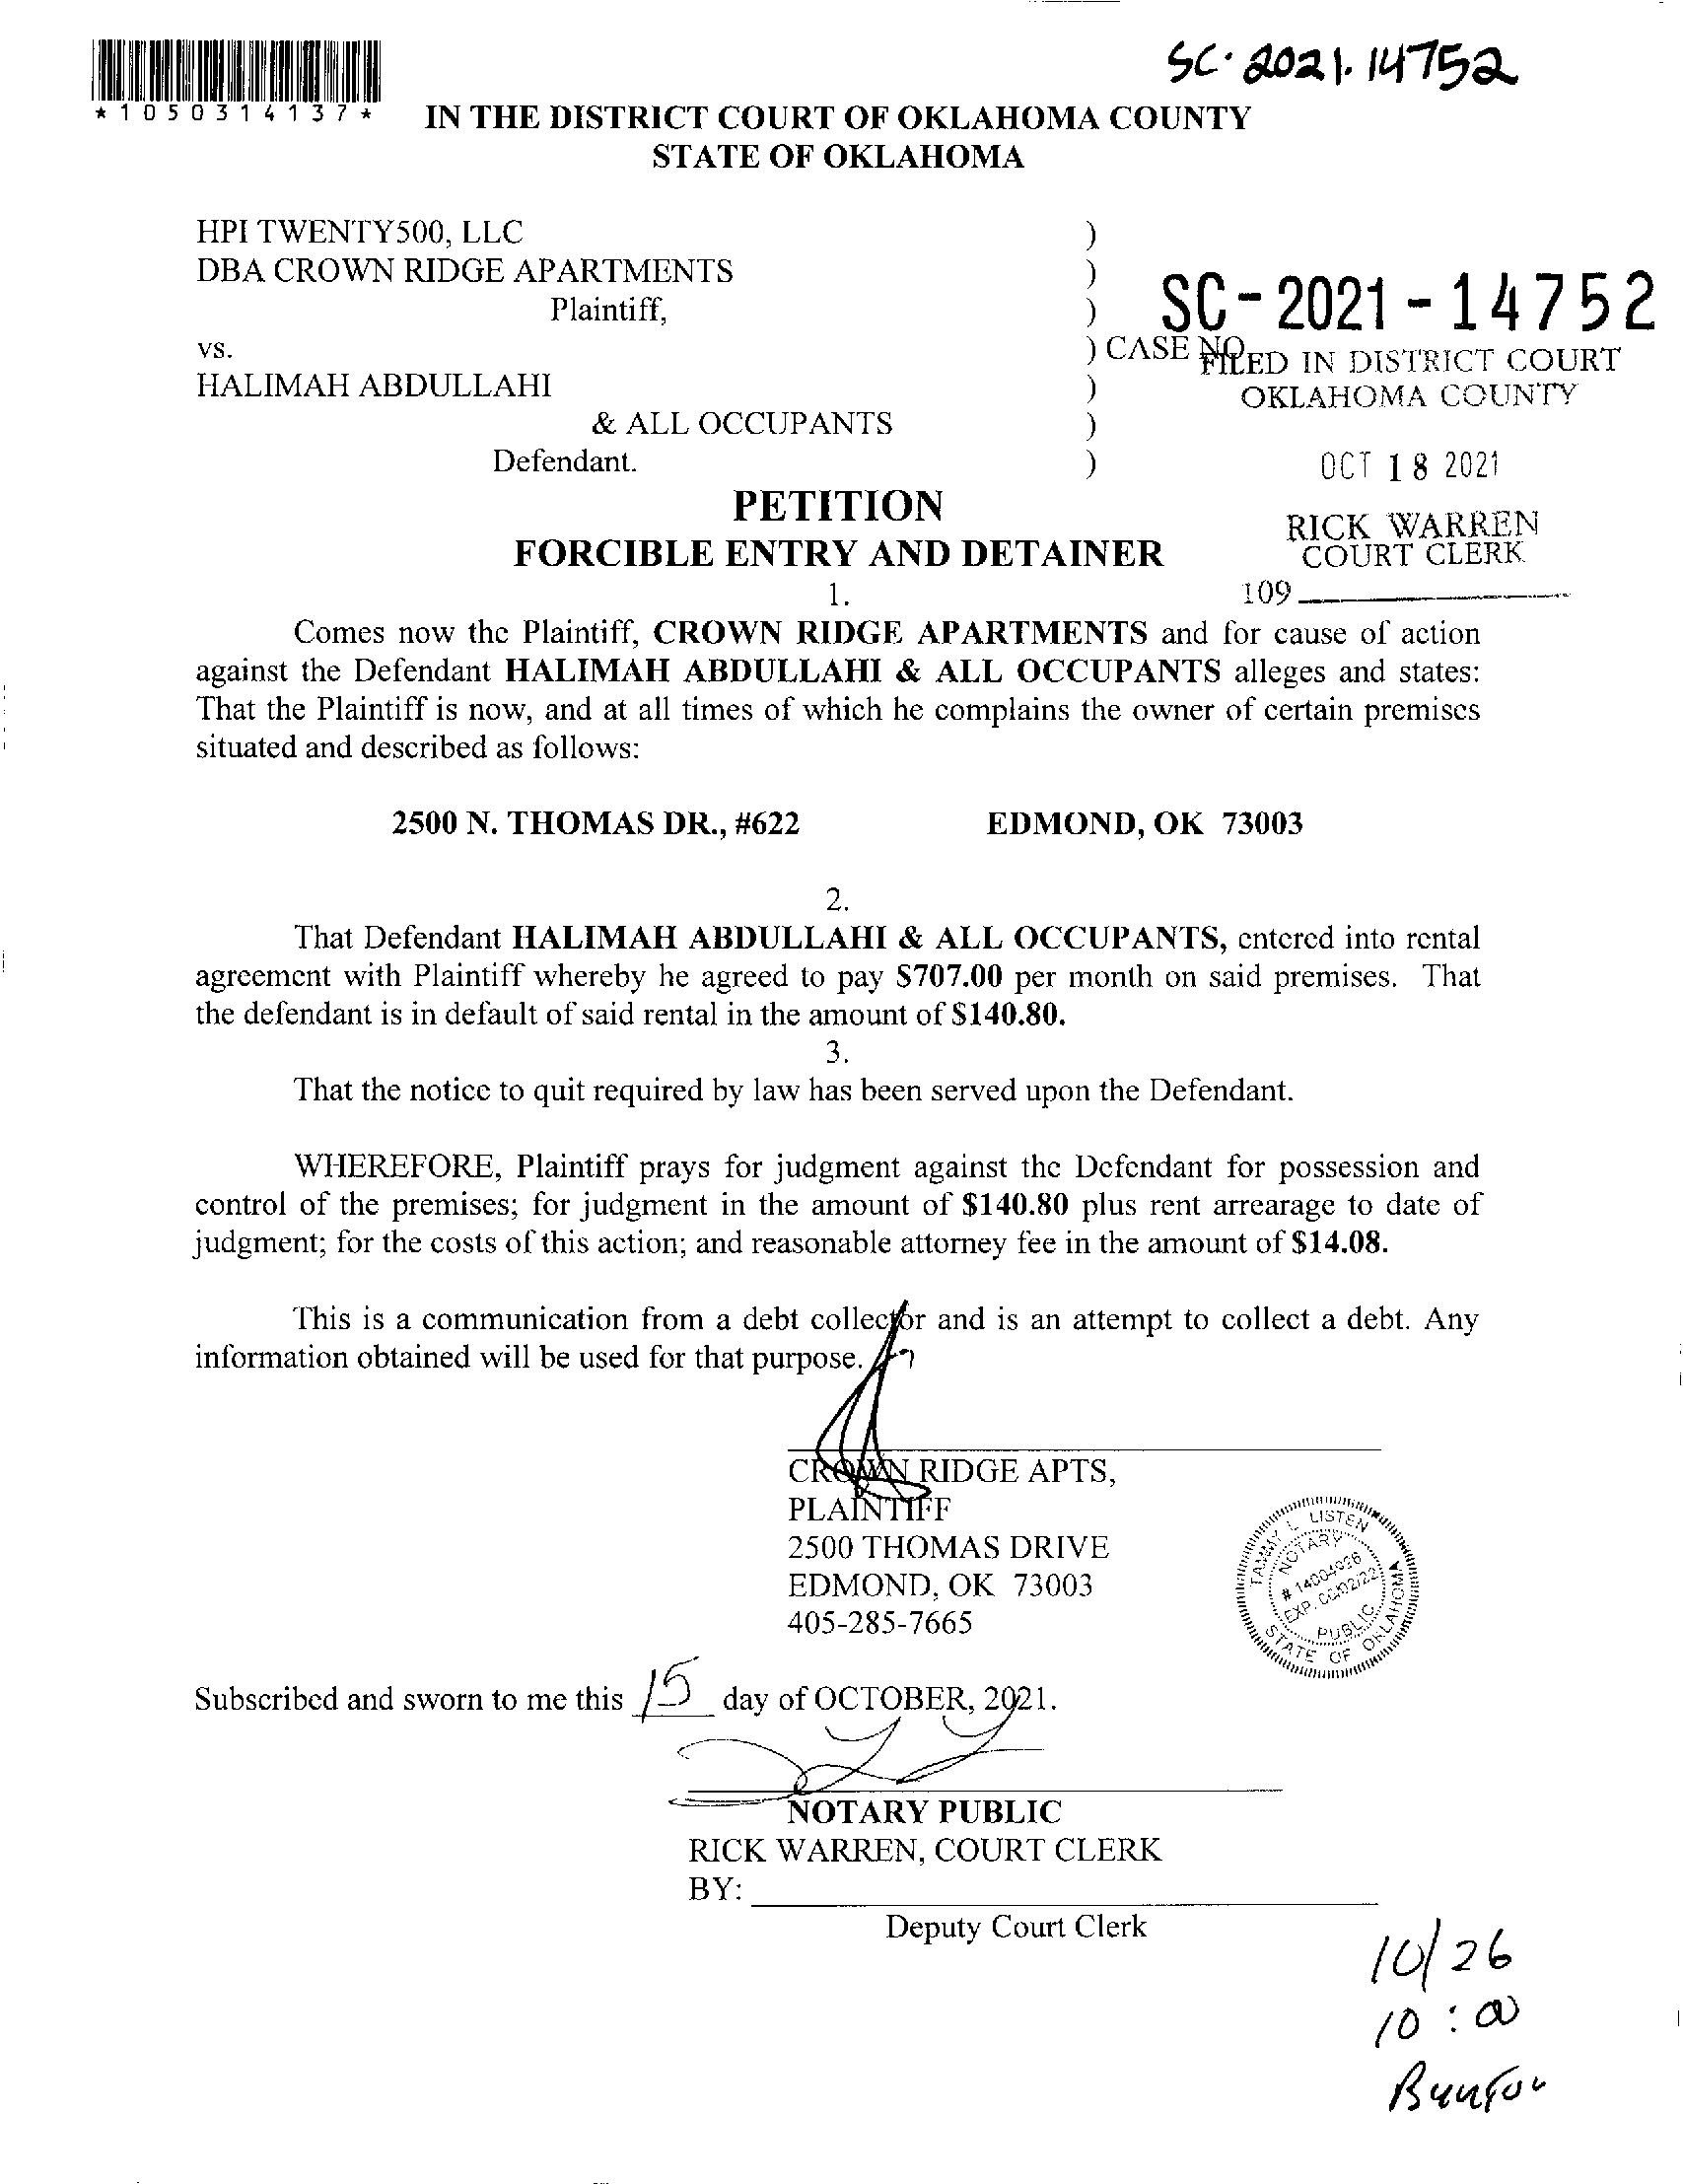 SC-2021-14752
*1050314137*
IN THE DISTRICT COURT OF OKLAHOMA COUNTY
STATE OF OKLAHOMA
HPI TWENTY500, LLC )
DBA CROWN RIDGE APARTMENTS )
Plaintiff, ) SC-2021-14752
vs. ) CASE NO.
FILED IN DISTRICT COURT
HALIMAH ABDULLAHI )
OKLAHOMA COUNTY
& ALL OCCUPANTS )
Defendant. ) OCT 18 2021
PETITION
RICK WARREN
FORCIBLE ENTRY AND DETAINER
COURT CLERK
1.
109
Comes now the Plaintiff, CROWN RIDGE APARTMENTS and for cause of action
against the Defendant HALIMAH ABDULLAHI & ALL OCCUPANTS alleges and states:
That the Plaintiff is now, and at all times of which he complains the owner of certain premises
situated and described as follows:
2500 N. THOMAS DR., #622 EDMOND, OK 73003
2.
That Defendant HALIMAH ABDULLAHI & ALL OCCUPANTS, entered into rental
agreement with Plaintiff whereby he agreed to pay $707.00 per month on said premises. That
the defendant is in default of said rental in the amount of $140.80.
3.
That the notice to quit required by law has been served upon the Defendant.
WHEREFORE, Plaintiff prays for judgment against the Defendant for possession and
control of the premises; for judgment in the amount of $140.80 plus rent arrearage to date of
judgment; for the costs of this action; and reasonable attorney fee in the amount of $14.08.
This is a communication from a debt collector and is an attempt to collect a debt. Any
information obtained will be used for that purpose.
CROWN RIDGE APTS,
PLAINTIFF
2500 THOMAS DRIVE
EDMOND, OK 73003
405-285-7665
TAMMY L LISTEN
NOTARY
EXP.
PUBLIC
STATE OF OKLAHOMA
Subscribed and sworn to me this 15 day of OCTOBER, 2021.
NOTARY PUBLIC
RICK WARREN, COURT CLERK
BY:
Deputy Court Clerk
10/26
10:00